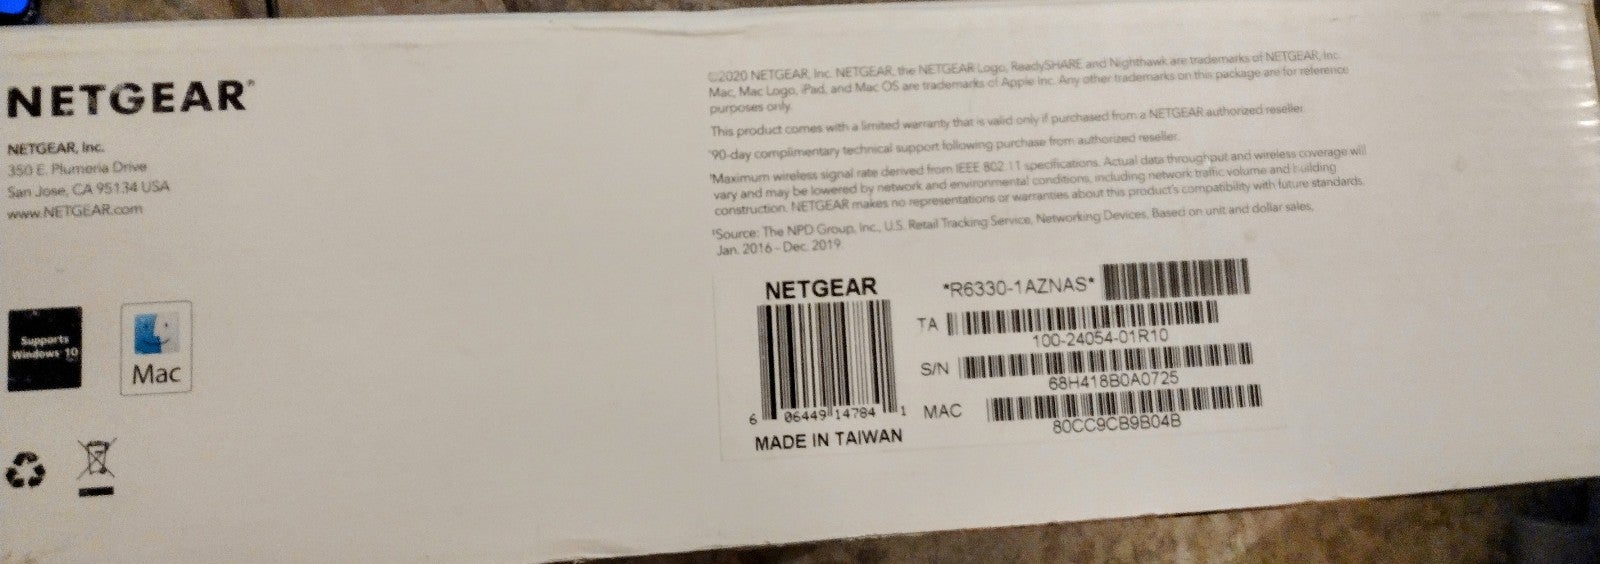 NETGEAR®
NETGEAR, Inc.
350 E. Plumeria Drive
San Jose, CA 95134 USA
www.NETGEAR.com
Supports
Windows 10
Mac
©2020 NETGEAR, Inc. NETGEAR, the NETGEAR Logo, ReadySHARE and Nighthawk are trademarks of NETGEAR, Inc.
Mac, Mac Logo, iPad, and Mac OS are trademarks of Apple Inc. Any other trademarks on this package are for reference
purposes only.
This product comes with a limited warranty that is valid only if purchased from a NETGEAR authorized reseller.
*90-day complimentary technical support following purchase from authorized reseller.
†Maximum wireless signal rate derived from IEEE 802.11 specifications. Actual data throughput and wireless coverage will
vary and may be lowered by network and environmental conditions, including network traffic volume and building
construction. NETGEAR makes no representations or warranties about this product's compatibility with future standards.
‡Source: The NPD Group, Inc., U.S. Retail Tracking Service, Networking Devices, Based on unit and dollar sales,
Jan. 2016 - Dec. 2019.
NETGEAR
6 06449 14784 1
MADE IN TAIWAN
*R6330-1AZNAS*
TA
100-24054-01R10
S/N
68H418B0A0725
MAC
80CC9CB9B04B